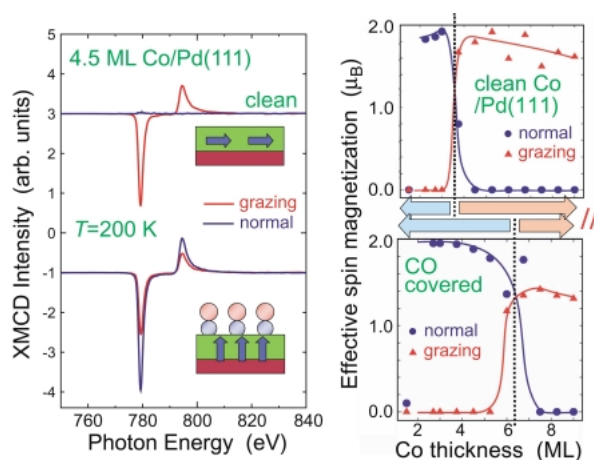 4.5 ML Co/Pd(111)
clean
grazing
normal
T=200 K
XMCD Intensity (arb. units)
4
3
2
1
0
-1
-2
-3
-4
760
780
800
820
840
Photon Energy (eV)
2.0
1.0
0.0
clean Co
/Pd(111)
normal
grazing
Effective spin magnetization (μB)
//
2.0
1.0
0.0
CO
covered
normal
grazing
2
4
6
8
Co thickness (ML)